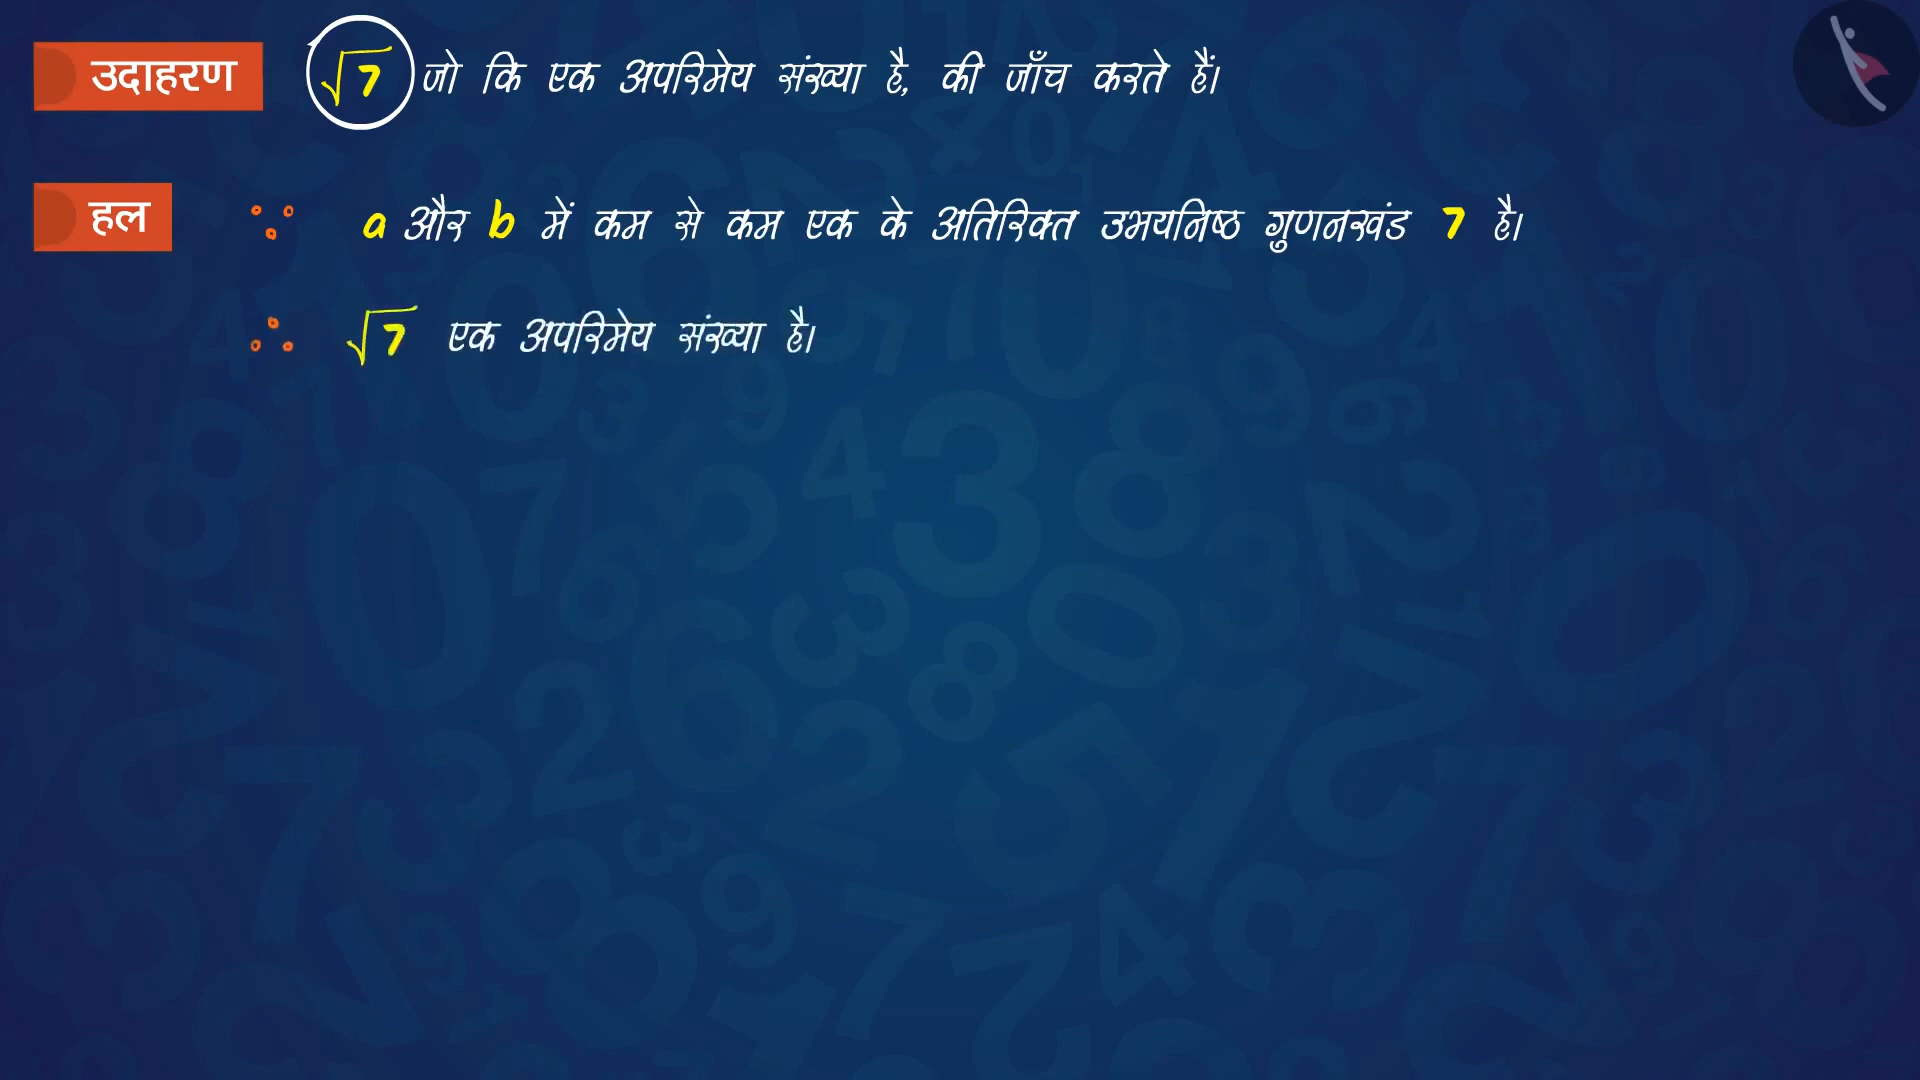 उदाहरण √7 जो कि एक अपरिमेय संख्या है, की जाँच करते हैं।
हल ∵ a और b में कम से कम एक के अतिरिक्त उभयनिष्ठ गुणनखंड 7 है।
∴ √7 एक अपरिमेय संख्या है।